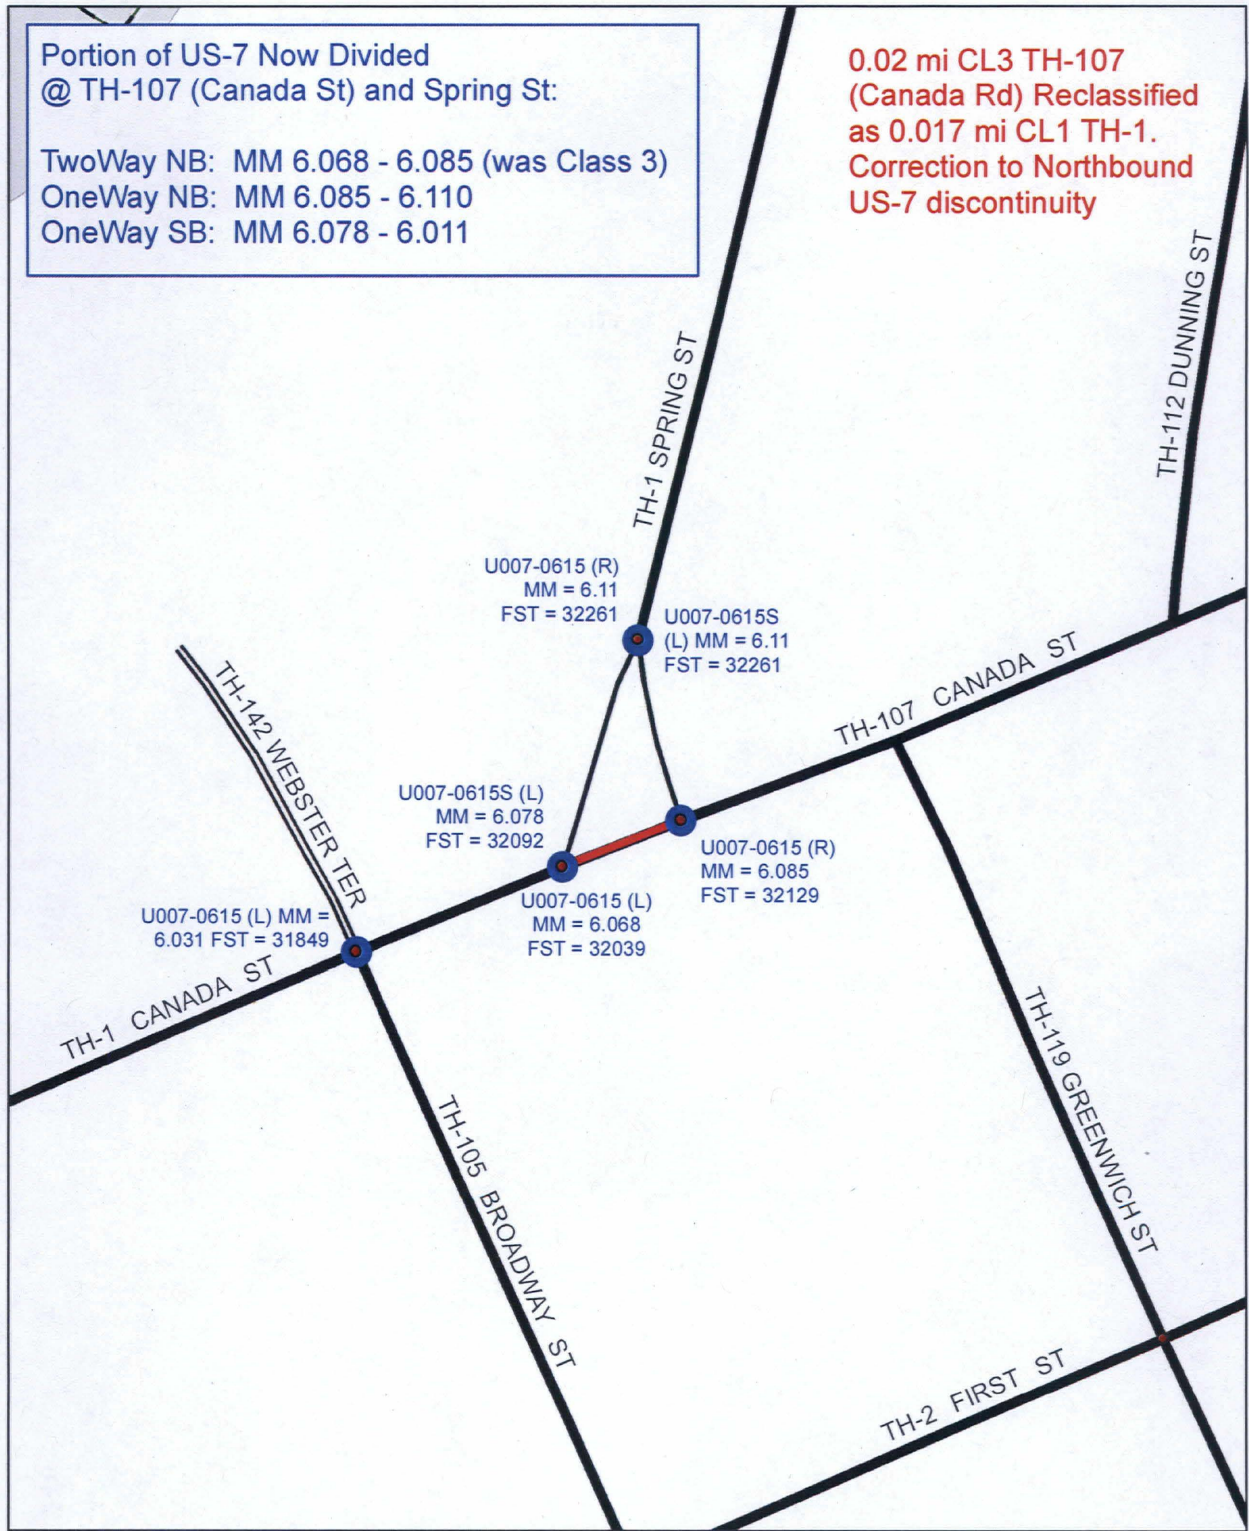 Portion of US-7 Now Divided
@ TH-107 (Canada St) and Spring St:
TwoWay NB: MM 6.068 - 6.085 (was Class 3)
OneWay NB: MM 6.085 - 6.110
OneWay SB: MM 6.078 - 6.011
0.02 mi CL3 TH-107
(Canada Rd) Reclassified
as 0.017 mi CL1 TH-1.
Correction to Northbound
US-7 discontinuity
TH-112 DUNNING ST
TH-1 SPRING ST
U007-0615 (R)
MM = 6.11
FST = 32261
U007-0615S
(L) MM = 6.11
FST = 32261
TH-107 CANADA ST
TH-142 WEBSTER TER
U007-0615S (L)
MM = 6.078
FST = 32092
U007-0615 (R)
MM = 6.085
FST = 32129
U007-0615 (L)
MM = 6.068
FST = 32039
U007-0615 (L) MM =
6.031 FST = 31849
TH-1 CANADA ST
TH-119 GREENWICH ST
TH-105 BROADWAY ST
TH-2 FIRST ST